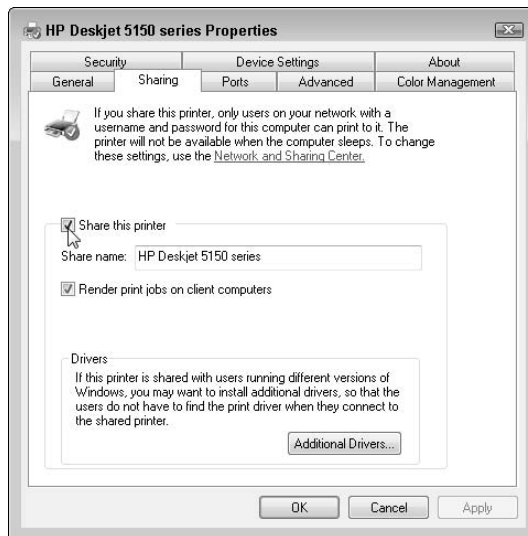 HP Deskjet 5150 series Properties
Security Device Settings About
General Sharing Ports Advanced Color Management
If you share this printer, only users on your network with a
username and password for this computer can print to it. The
printer will not be available when the computer sleeps. To change
these settings, use the Network and Sharing Center.
Share this printer
Share name: HP Deskjet 5150 series
Render print jobs on client computers
Drivers
If this printer is shared with users running different versions of
Windows, you may want to install additional drivers, so that the
users do not have to find the print driver when they connect to
the shared printer.
Additional Drivers...
OK Cancel Apply